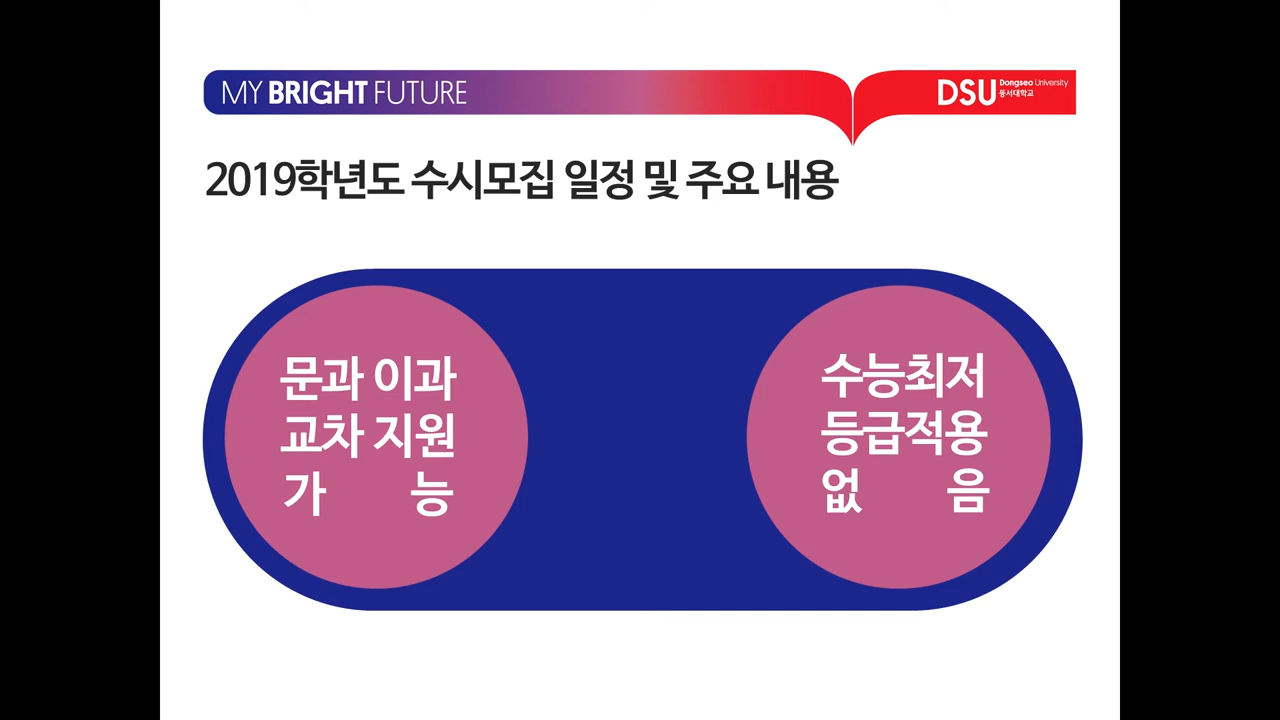 MY BRIGHT FUTURE
DSU Dongseo University
동서대학교
2019학년도 수시모집 일정 및 주요 내용
문과 이과
교차 지원
가 능
수능최저
등급적용
없 음